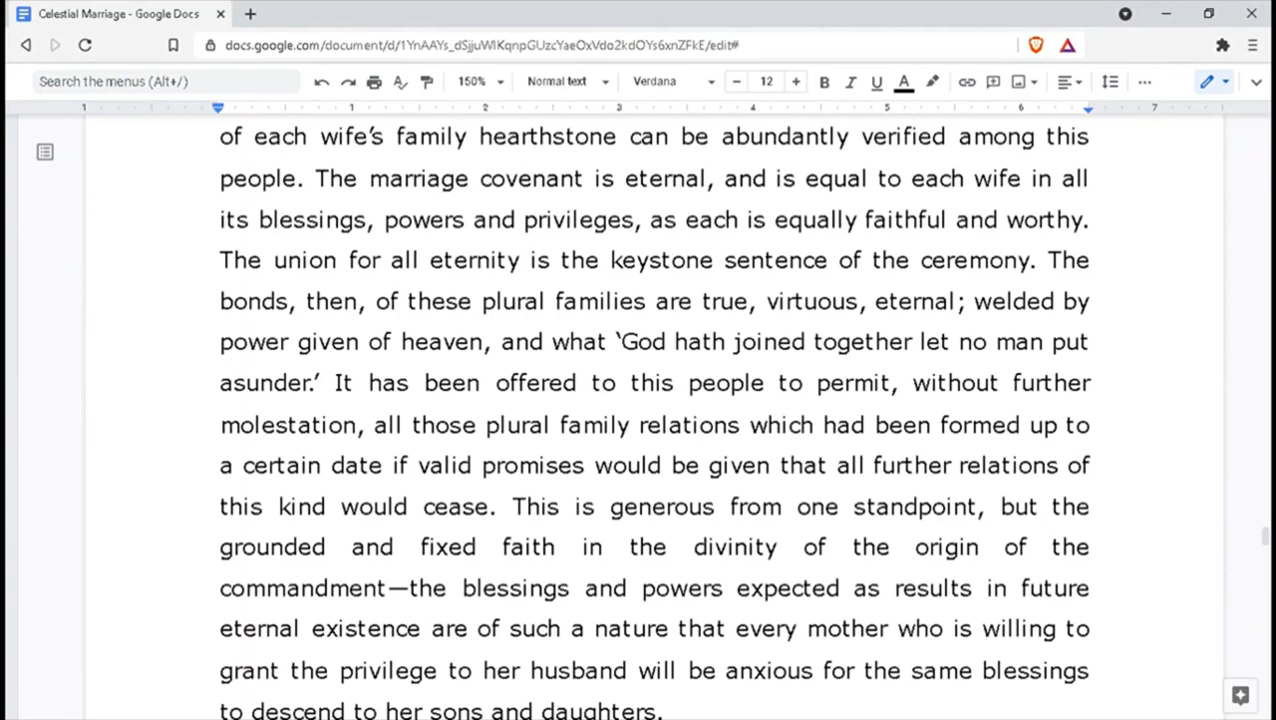 Celestial Marriage - Google Docs
docs.google.com/document/d/1YnAAYs_dSjjuWlKqnpGUzcYaeOxVdo2kdOYs6xnZFkE/edit#
Search the menus (Alt+/)
150%
Normal text
Verdana
12
1 1 2 3 4 5 6 7
of each wife’s family hearthstone can be abundantly verified among this
people. The marriage covenant is eternal, and is equal to each wife in all
its blessings, powers and privileges, as each is equally faithful and worthy.
The union for all eternity is the keystone sentence of the ceremony. The
bonds, then, of these plural families are true, virtuous, eternal; welded by
power given of heaven, and what ‘God hath joined together let no man put
asunder.’ It has been offered to this people to permit, without further
molestation, all those plural family relations which had been formed up to
a certain date if valid promises would be given that all further relations of
this kind would cease. This is generous from one standpoint, but the
grounded and fixed faith in the divinity of the origin of the
commandment—the blessings and powers expected as results in future
eternal existence are of such a nature that every mother who is willing to
grant the privilege to her husband will be anxious for the same blessings
to descend to her sons and daughters.